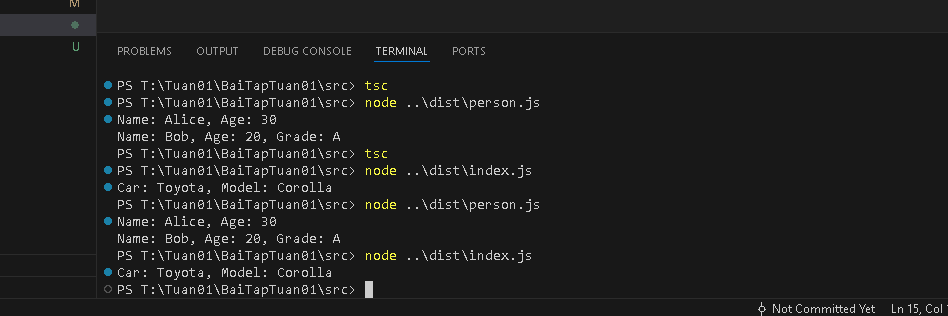 M
U
PROBLEMS OUTPUT DEBUG CONSOLE TERMINAL PORTS
PS T:\Tuan01\BaiTapTuan01\src> tsc
PS T:\Tuan01\BaiTapTuan01\src> node ..\dist\person.js
Name: Alice, Age: 30
Name: Bob, Age: 20, Grade: A
PS T:\Tuan01\BaiTapTuan01\src> tsc
PS T:\Tuan01\BaiTapTuan01\src> node ..\dist\index.js
Car: Toyota, Model: Corolla
PS T:\Tuan01\BaiTapTuan01\src> node ..\dist\person.js
Name: Alice, Age: 30
Name: Bob, Age: 20, Grade: A
PS T:\Tuan01\BaiTapTuan01\src> node ..\dist\index.js
Car: Toyota, Model: Corolla
PS T:\Tuan01\BaiTapTuan01\src>
Not Committed Yet Ln 15, Col